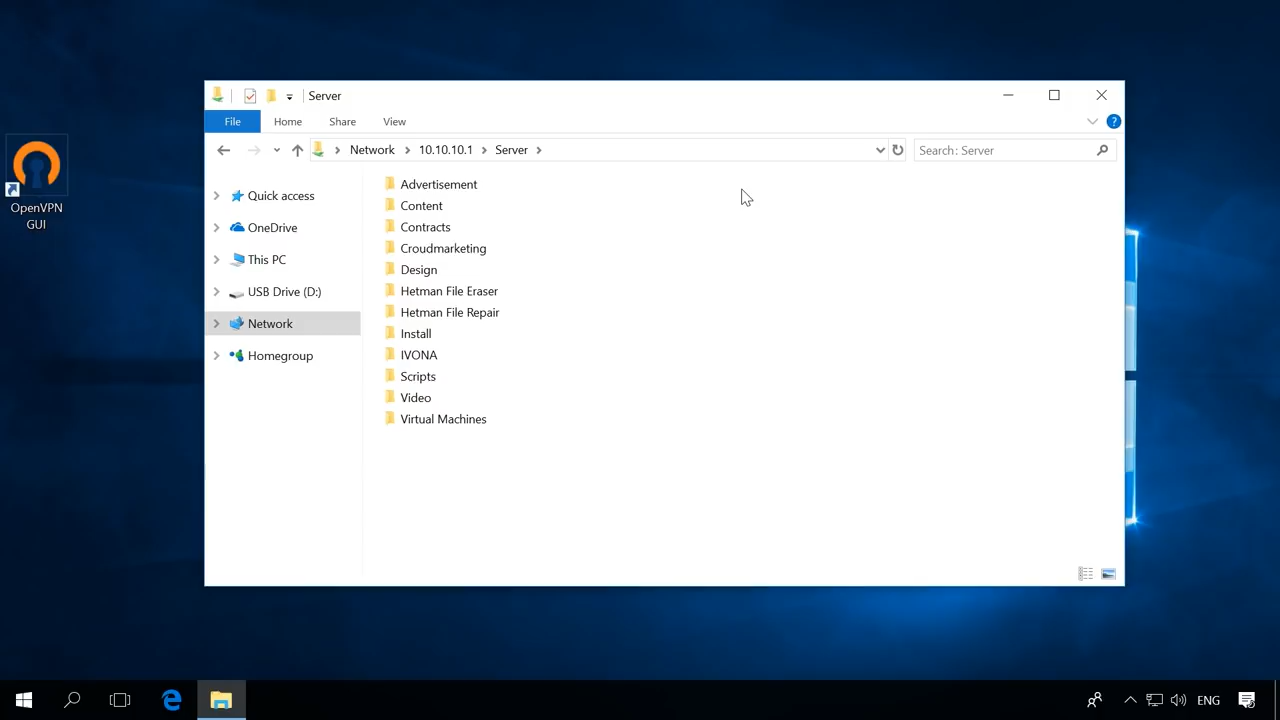 Server
File Home Share View
Network 10.10.10.1 Server
Search: Server
OpenVPN
GUI
Quick access
OneDrive
This PC
USB Drive (D:)
Network
Homegroup
Advertisement
Content
Contracts
Croudmarketing
Design
Hetman File Eraser
Hetman File Repair
Install
IVONA
Scripts
Video
Virtual Machines
ENG